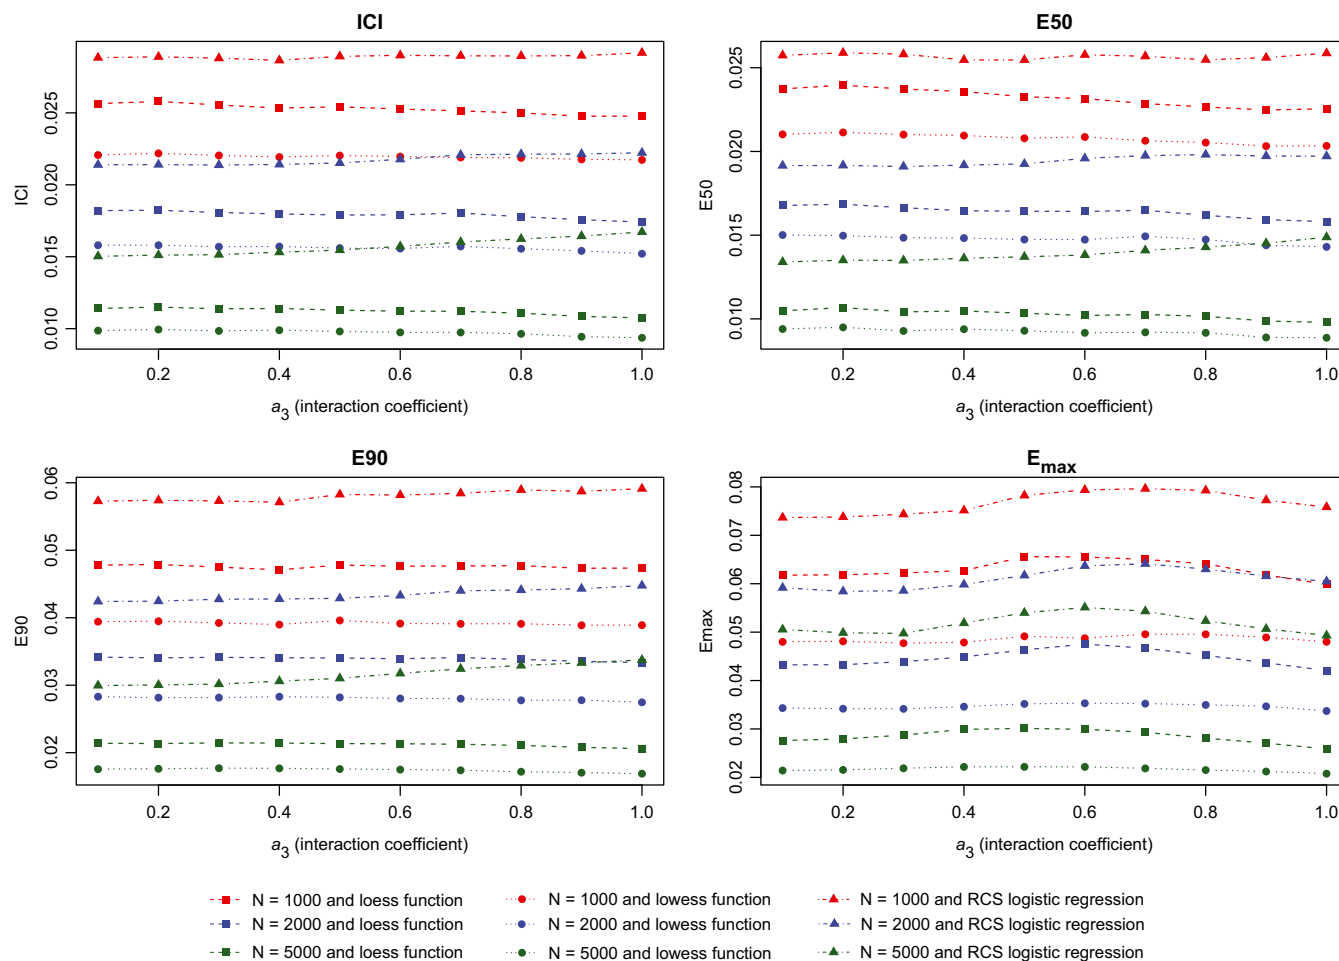 ICI
ICI
0.025
0.020
0.015
0.010
0.2 0.4 0.6 0.8 1.0
a3 (interaction coefficient)
E50
E50
0.025
0.020
0.015
0.010
0.2 0.4 0.6 0.8 1.0
a3 (interaction coefficient)
E90
E90
0.06
0.05
0.04
0.03
0.02
0.2 0.4 0.6 0.8 1.0
a3 (interaction coefficient)
Emax
Emax
0.08
0.07
0.06
0.05
0.04
0.03
0.02
0.2 0.4 0.6 0.8 1.0
a3 (interaction coefficient)
N = 1000 and loess function N = 1000 and lowess function N = 1000 and RCS logistic regression
N = 2000 and loess function N = 2000 and lowess function N = 2000 and RCS logistic regression
N = 5000 and loess function N = 5000 and lowess function N = 5000 and RCS logistic regression